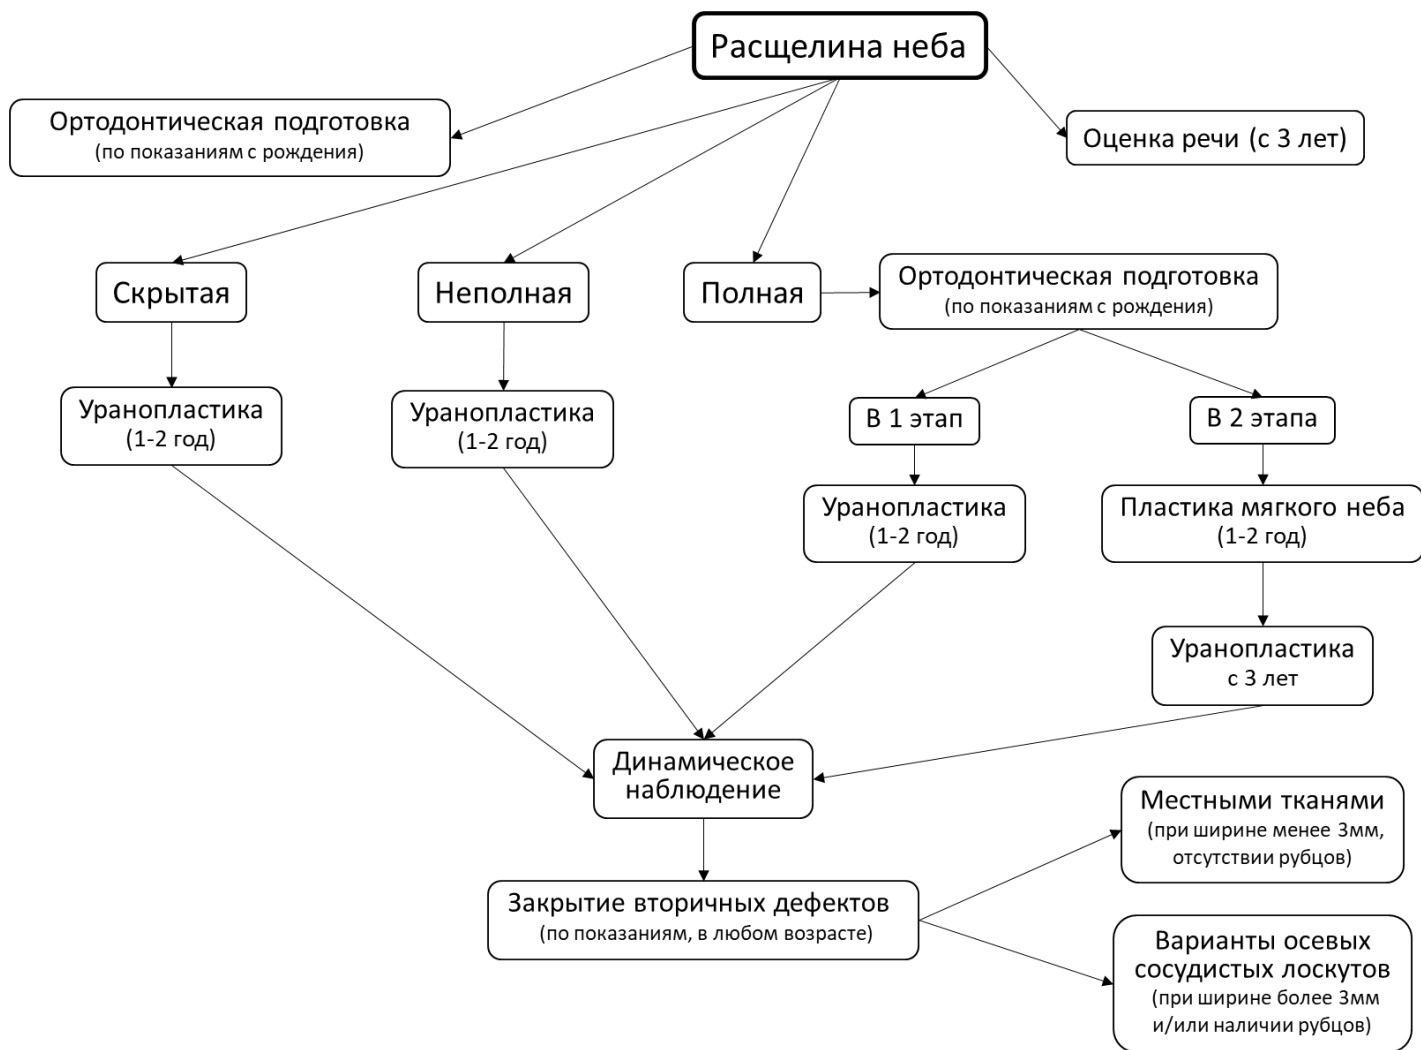 Расщелина неба
Ортодонтическая подготовка
(по показаниям с рождения)
Оценка речи (с 3 лет)
Скрытая
Неполная
Полная
Ортодонтическая подготовка
(по показаниям с рождения)
Уранопластика
(1-2 год)
Уранопластика
(1-2 год)
В 1 этап
В 2 этапа
Уранопластика
(1-2 год)
Пластика мягкого неба
(1-2 год)
Уранопластика
с 3 лет
Динамическое
наблюдение
Закрытие вторичных дефектов
(по показаниям, в любом возрасте)
Местными тканями
(при ширине менее 3мм,
отсутствии рубцов)
Варианты осевых
сосудистых лоскутов
(при ширине более 3мм
и/или наличии рубцов)